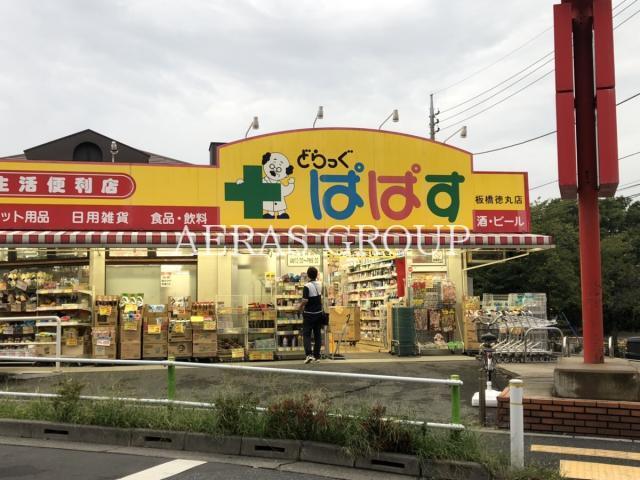 どらっぐ
ぱぱす
板橋徳丸店
生活便利店
ット用品
日用雑貨
食品・飲料
酒・ビール
AERAS GROUP